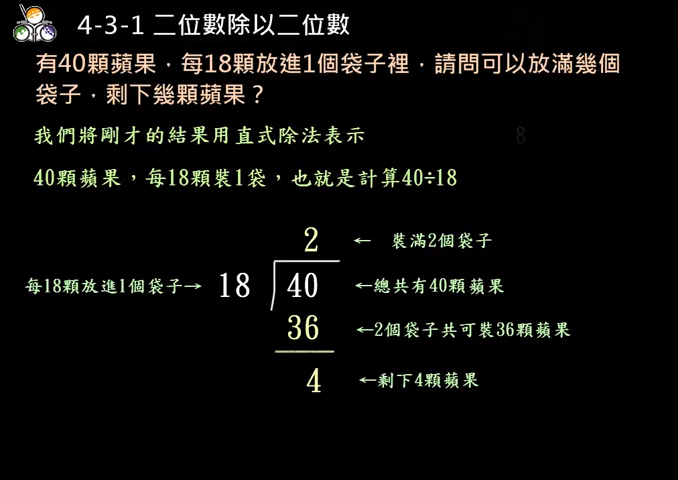 4-3-1 二位數除以二位數
有40顆蘋果，每18顆放進1個袋子裡，請問可以放滿幾個
袋子，剩下幾顆蘋果？
我們將剛才的結果用直式除法表示
8
40顆蘋果，每18顆裝1袋，也就是計算40÷18
2 ← 裝滿2個袋子
每18顆放進1個袋子→ 18 40 ←總共有40顆蘋果
36 ←2個袋子共可裝36顆蘋果
4 ←剩下4顆蘋果